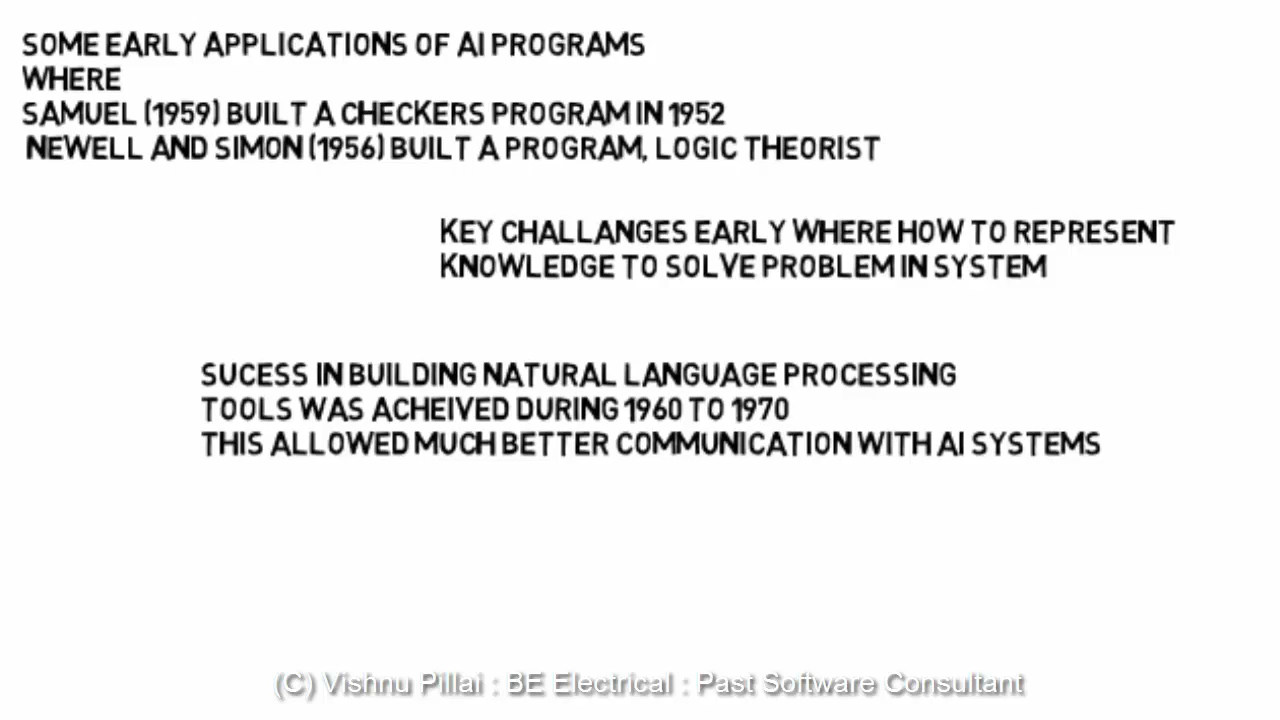 SOME EARLY APPLICATIONS OF AI PROGRAMS
WHERE
SAMUEL (1959) BUILT A CHECKERS PROGRAM IN 1952
NEWELL AND SIMON (1956) BUILT A PROGRAM, LOGIC THEORIST
KEY CHALLANGES EARLY WHERE HOW TO REPRESENT
KNOWLEDGE TO SOLVE PROBLEM IN SYSTEM
SUCESS IN BUILDING NATURAL LANGUAGE PROCESSING
TOOLS WAS ACHEIVED DURING 1960 TO 1970
THIS ALLOWED MUCH BETTER COMMUNICATION WITH AI SYSTEMS
(C) Vishnu Pillai : BE Electrical : Past Software Consultant